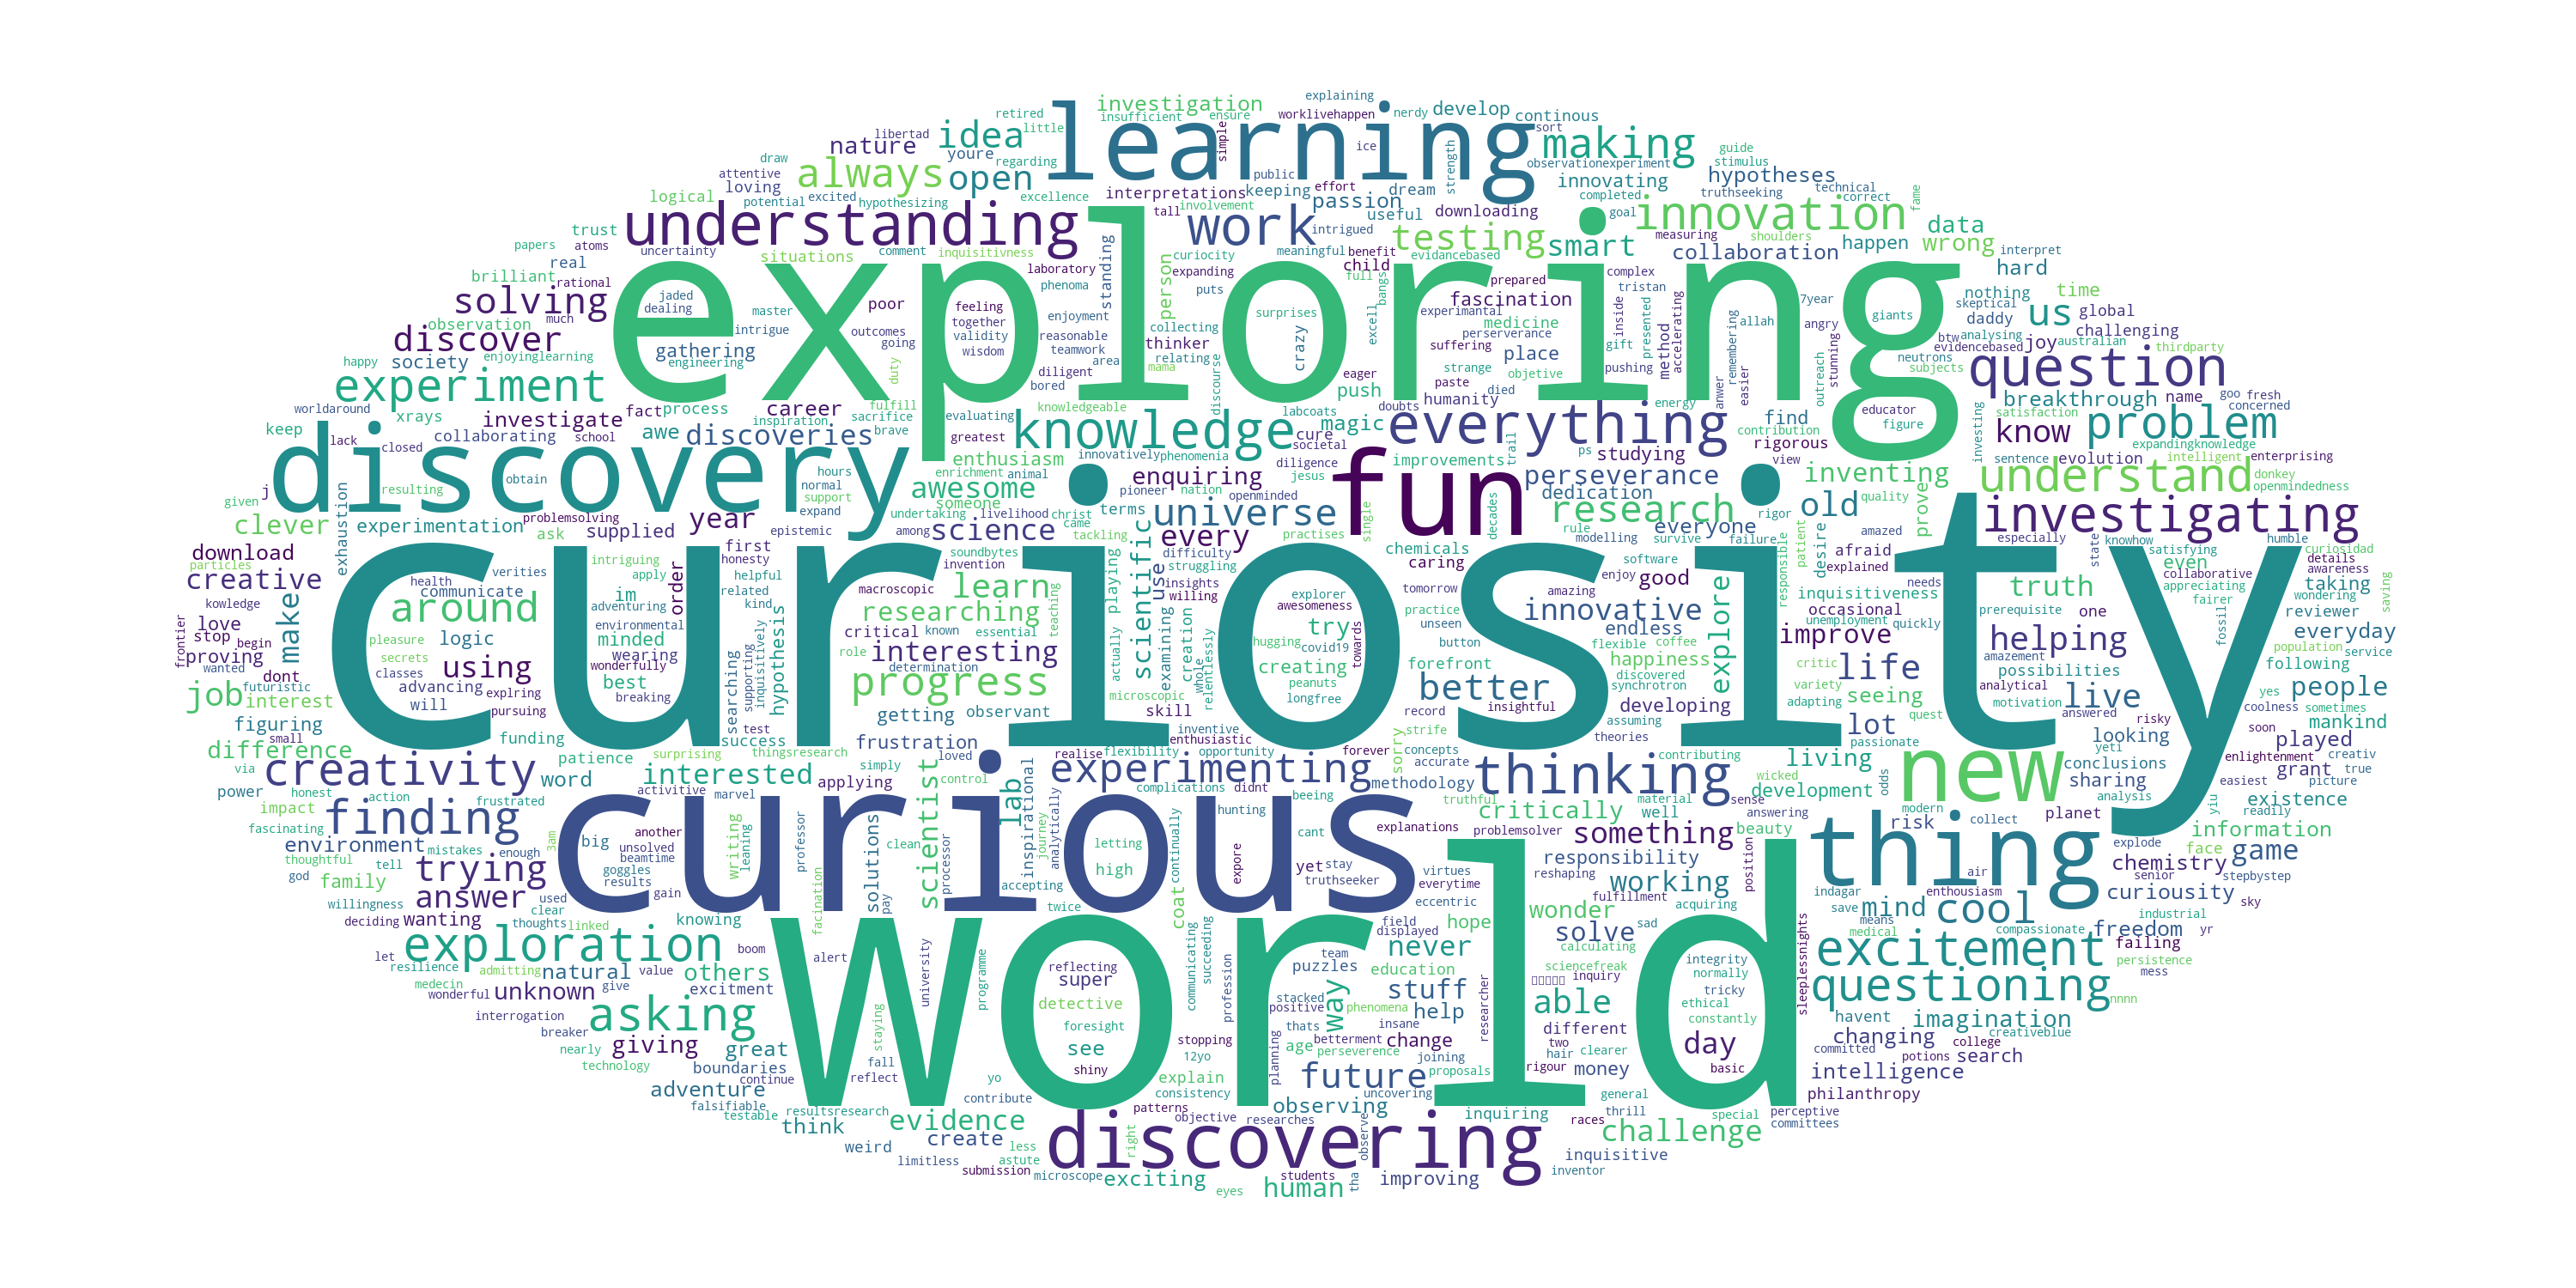 explaining
investigation
retired
insufficient
ensure
worklivehappen
nerdy
develop
continous
learning
idea
little
simple
ice
sort
making
libertad
nature
youre
regarding
strength
observationexperiment
guide
stimulus
draw
attentive
loving
always
open
public
innovating
hypotheses
logical
potential
excited
hypothesizing
excellence
interpretations
keeping
effort
passion
dream
completed
truthseeking
technical
correct
understanding
tall
involvement
work
intrigued
useful
downloading
goal
innovation
fame
trust
papers
atoms
uncertainty
situations
comment
inquisitivness
curiocity
meaningful
benefit
testing
evidencebased
smart
measuring
shoulders
collaboration
happen
data
wrong
real
brilliant
rational
laboratory
phenoma
standing
person
expanding
puts
child
full
bangs
prepared
complex
tristan
hard
nothing
time
exploring
solving
jaded
dealing
master
poor
feeling
together
validity
wisdom
enjoyment
surprises
crazy
excell
experimantal
fascination
medicine
inside
presented
accelerating
7year
allah
angry
giants
skeptical
daddy
us
global
challenging
discover
observation
much
intrigue
outcomes
going
reasonable
teamwork
collecting
thinker
relating
perserverance
suffering
place
method
remembering
stunning
btw
analysing
evidencebased
joy
australian
happy
society
enjoyinglearning
gathering
engineering
duty
area
diligent
bored
mama
discourse
eager
push
strange
paste
gift
objetive
pushing
neutrons
subjects
thirdparty
question
experiment
worldaround
xrays
investigate
fact
process
career
inspiration
fulfill
sacrifice
brave
evaluating
knowledgeable
labcoats
magic
doubts
humanity
died
energy
anwer
easier
outreach
find
educator
figure
breakthrough
name
goo
fresh
concerned
keep
lack
closed
collaborating
school
awe
discoveries
greatest
knowledge
innovatively
phenomenia
cure
societal
everything
contribution
rigorous
investing
satisfaction
know
problem
expandingknowledge
discovery
hours
normal
support
expand
obtain
enthusiasm
enrichment
animal
enquiring
diligence
jesus
improvements
trail
ps
studying
perseverance
view
evolution
sentence
intelligent
enterprising
donkey
openmindedness
j
given
resulting
awesome
someone
undertaking
livelihood
christ
pioneer
nation
openminded
fun
dedication
research
inventing
quality
old
understand
clever
exhaustion
experimentation
problemsolving
ask
supplied
year
epistemic
among
science
came
terms
tackling
universe
practises
single
decades
rule
modelling
everyone
survive
rigor
failure
amazed
prove
especially
investigating
download
particles
creative
first
honesty
intriguing
apply
helpful
related
kind
soundbytes
invention
macroscopic
learn
every
difficulty
struggling
chemicals
caring
software
enjoy
responsible
patient
desire
afraid
explained
state
knowhow
satisfying
humble
curiosidad
details
awareness
curiosity
health
communicate
verities
im
adventuring
environmental
order
researching
teaching
scientific
playing
actually
use
insights
willing
explorer
awesomeness
tomorrow
good
amazing
innovative
inquisitiveness
needs
truth
even
collaborative
appreciating
taking
fairer
wondering
saving
kowledge
love
stop
begin
proving
frontier
make
around
pleasure
logic
minded
wearing
wonderfully
hypothesis
critical
known
essential
role
interesting
determination
examining
creation
whole
relentlessly
try
hugging
covid19
towards
creating
peanuts
longfree
practice
unseen
button
endless
coffee
flexible
forefront
happiness
discovered
synchrotron
explore
occasional
unemployment
quickly
improve
prerequisite
one
helping
amazement
possibilities
fossil
reviewer
everyday
population
following
service
wanted
secrets
dont
classes
using
best
breaking
supporting
inquisitively
searching
progress
microscopic
skill
better
insightful
record
developing
critic
variety
adapting
life
seeing
analytical
motivation
live
answered
risky
yes
coolness
people
sometimes
soon
mankind
job
futuristic
interest
advancing
explring
will
pursuing
figuring
small
difference
via
funding
test
success
patience
getting
observant
frustration
surprising
thingsresearch
loved
inventive
enthusiastic
flexibility
opportunity
realise
forever
strife
sorry
concepts
accurate
assuming
theories
contributing
quest
lot
passionate
living
looking
yeti
conclusions
enlightenment
played
grant
creativ
true
creativity
word
interested
applying
simply
control
scientist
lab
experimenting
complications
didnt
methodology
thinking
wicked
development
odds
new
sharing
analysis
easiest
picture
power
impact
honest
action
frustrated
activitive
marvel
inspirational
beeing
hunting
truthful
critically
material
well
sense
answering
modern
collect
planet
yiu
existence
readily
finding
fascinating
environment
thoughtful
mistakes
tell
enough
3am
another
unsolved
big
beamtime
goggles
results
writing
leaning
professor
solutions
clean
curious
journey
analytically
letting
high
continually
expore
cant
yet
explanations
problemsolver
stay
truthseeker
something
beauty
risk
thing
explode
information
face
chemistry
game
senior
god
family
trying
answer
used
gain
facination
pay
processor
accepting
twice
coat
virtues
everytime
responsibility
reshaping
working
fulfillment
position
indagar
air
enthousiasm
curiousity
stepbystep
willingness
deciding
wanting
clear
thoughts
linked
knowing
eccentric
field
displayed
hope
wonder
sad
acquiring
solve
save
mind
means
cool
medical
compassionate
freedom
industrial
sky
yr
failing
let
exploration
resilience
admitting
natural
boom
value
others
alert
university
programme
world
reflecting
super
detective
foresight
see
shiny
communicating
succeeding
profession
team
puzzles
never
education
calculating
sciencefreak
inquiry
integrity
normally
tricky
ethical
constantly
sleeplessnights
excitement
persistence
mess
medecin
wonderful
unknown
give
excitment
stacked
positive
way
phenomena
stuff
researcher
able
questioning
nnnn
interrogation
asking
breaker
staying
thats
insane
help
different
day
havent
imagination
creativeblue
nearly
giving
great
technology
boundaries
fall
stopping
12yo
age
betterment
perseverence
change
joining
two
hair
clearer
rigour
money
basic
changing
committed
college
potions
search
adventure
continue
reflect
yo
explain
consistency
planning
future
uncovering
proposals
general
intelligence
philanthropy
falsifiable
testable
resultsresearch
contribute
patterns
objective
researches
observing
inquiring
races
thrill
special
perceptive
committees
think
evidence
weird
create
less
astute
right
discovering
observe
challenge
limitless
submission
microscope
exciting
students
tha
improving
inquisitive
inventor
eyes
human